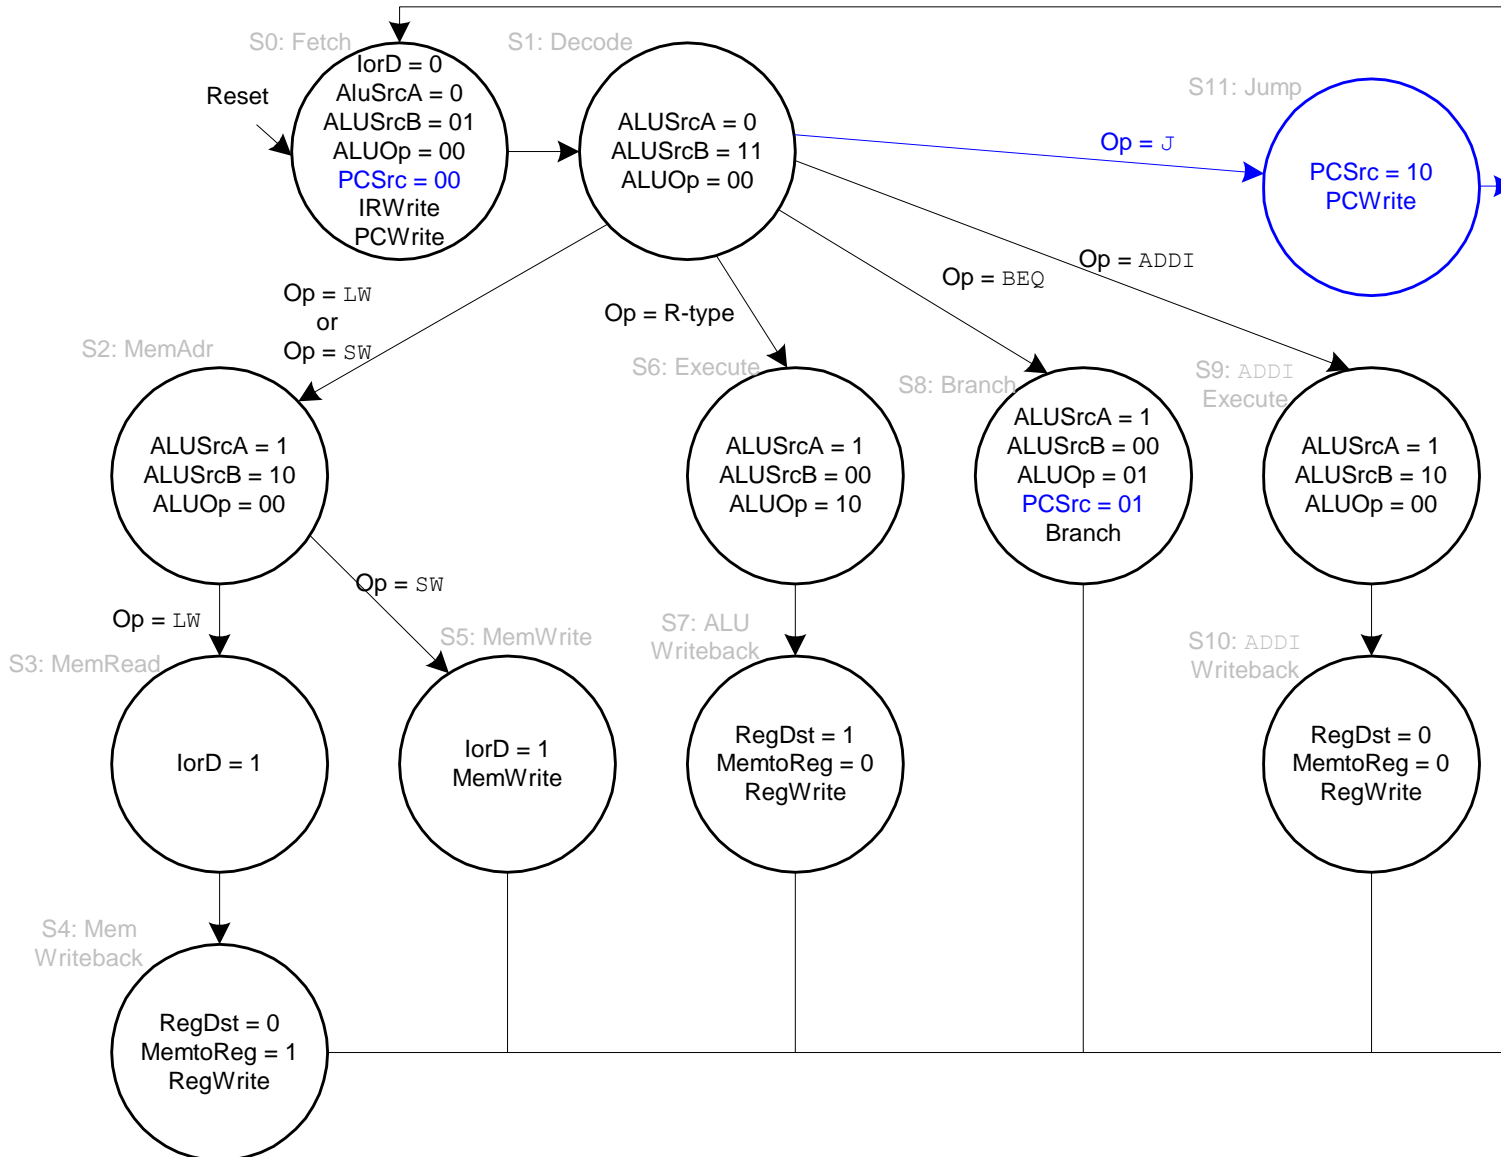 S0: Fetch
IorD = 0
AluSrcA = 0
ALUSrcB = 01
ALUOp = 00
PCSrc = 00
IRWrite
PCWrite
Reset
S1: Decode
ALUSrcA = 0
ALUSrcB = 11
ALUOp = 00
S11: Jump
Op = J
PCSrc = 10
PCWrite
Op = LW
or
Op = SW
Op = R-type
Op = BEQ
Op = ADDI
S2: MemAdr
ALUSrcA = 1
ALUSrcB = 10
ALUOp = 00
S6: Execute
ALUSrcA = 1
ALUSrcB = 00
ALUOp = 10
S8: Branch
ALUSrcA = 1
ALUSrcB = 00
ALUOp = 01
PCSrc = 01
Branch
S9: ADDI
Execute
ALUSrcA = 1
ALUSrcB = 10
ALUOp = 00
Op = LW
Op = SW
S3: MemRead
IorD = 1
S5: MemWrite
IorD = 1
MemWrite
S7: ALU
Writeback
RegDst = 1
MemtoReg = 0
RegWrite
S10: ADDI
Writeback
RegDst = 0
MemtoReg = 0
RegWrite
S4: Mem
Writeback
RegDst = 0
MemtoReg = 1
RegWrite